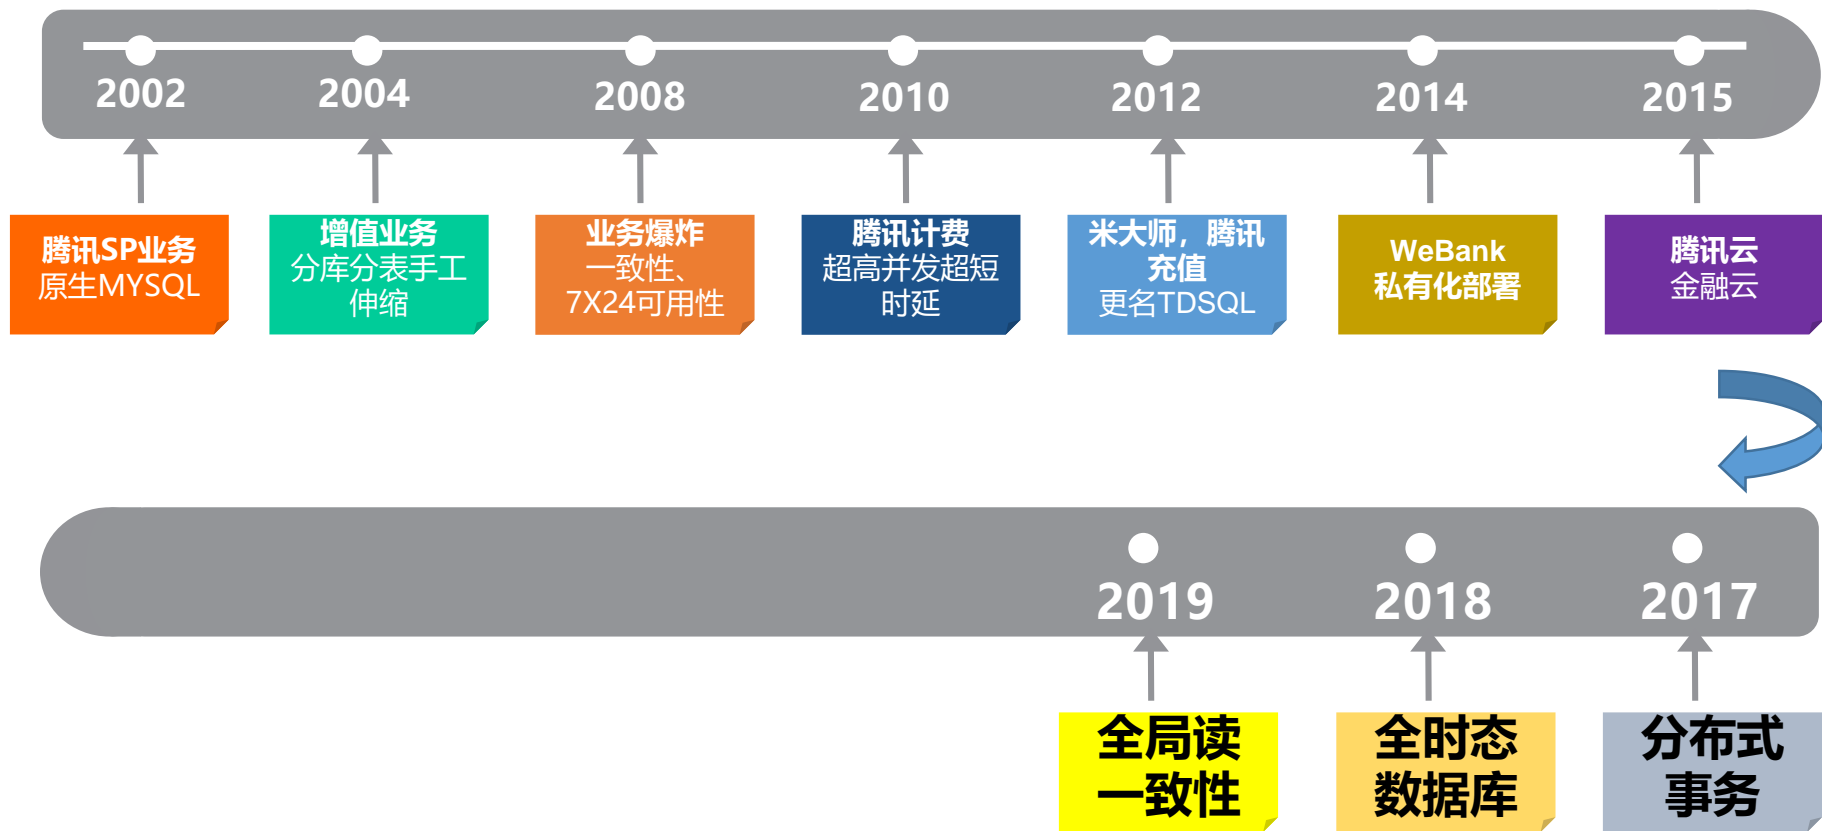 2002
2004
2008
2010
2012
2014
2015
腾讯SP业务
原生MYSQL
增值业务
分库分表手工
伸缩
业务爆炸
一致性、
7X24可用性
腾讯计费
超高并发超短
时延
米大师，腾讯
充值
更名TDSQL
WeBank
私有化部署
腾讯云
金融云
2019
2018
2017
全局读
一致性
全时态
数据库
分布式
事务